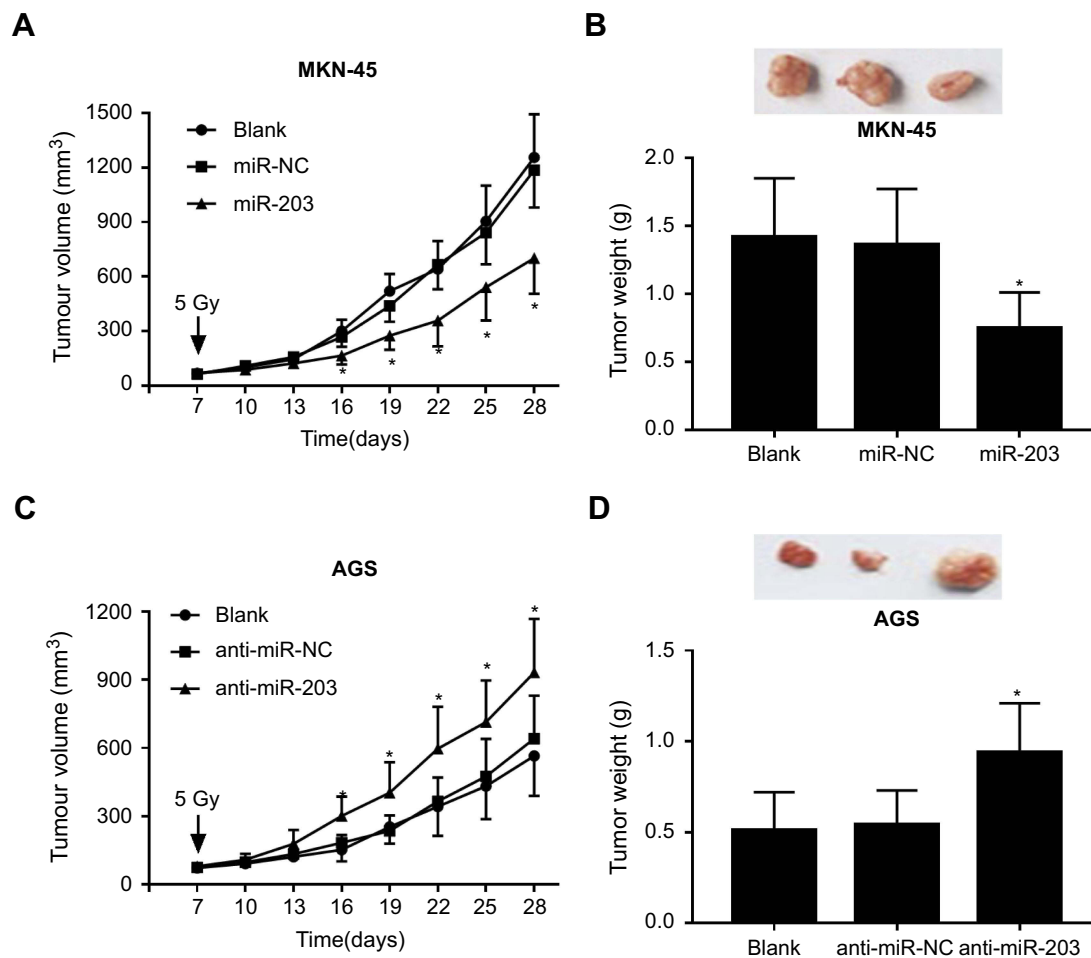 A
MKN-45
Tumour volume (mm³)
1500
1200
900
600
300
0
Blank
miR-NC
miR-203
5 Gy
* * * * *
7 10 13 16 19 22 25 28
Time(days)
B
MKN-45
Tumor weight (g)
2.0
1.5
1.0
0.5
0.0
*
Blank miR-NC miR-203
C
AGS
Tumour volume (mm³)
1200
900
600
300
0
Blank
anti-miR-NC
anti-miR-203
5 Gy
* * * * *
7 10 13 16 19 22 25 28
Time(days)
D
AGS
Tumor weight (g)
1.5
1.0
0.5
0.0
*
Blank anti-miR-NC anti-miR-203